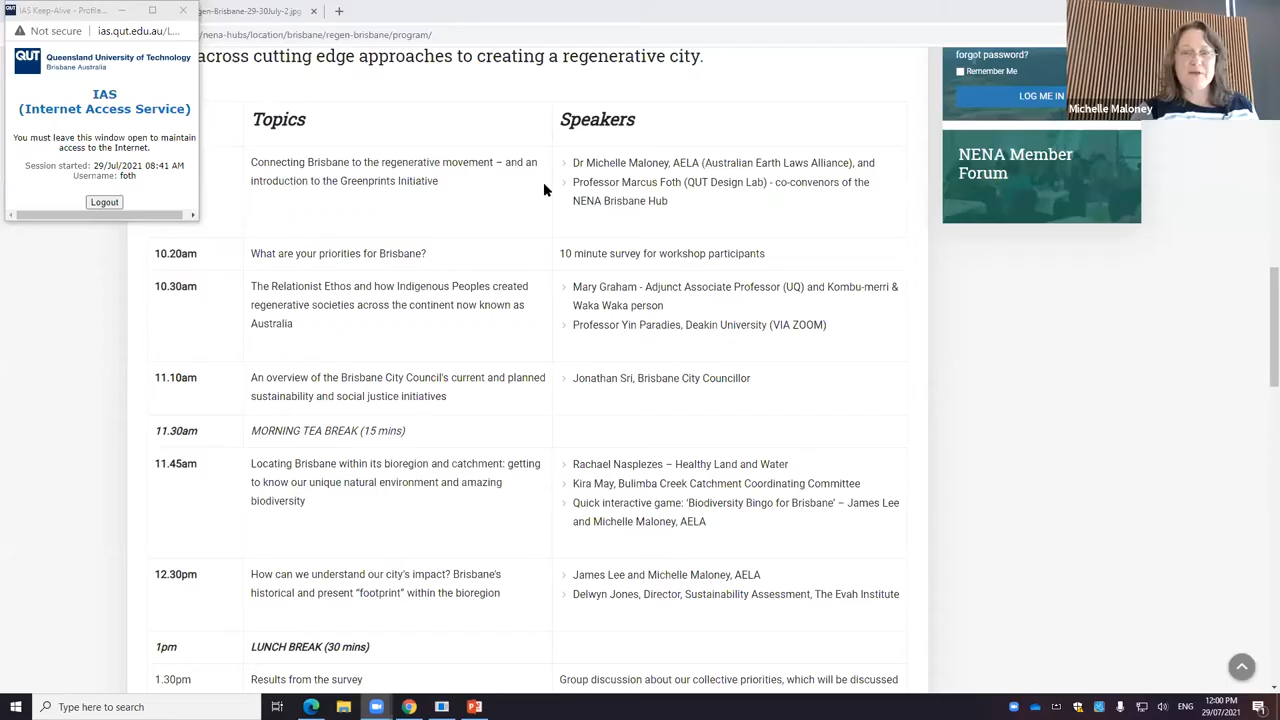 IAS Keep-Alive - Profile...
gen-Brisbane-29-30July-2.jpg
Not secure
ias.qut.edu.au/L...
/nena-hubs/location/brisbane/regen-brisbane/program/
QUT
Queensland University of Technology
Brisbane Australia
IAS
(Internet Access Service)
You must leave this window open to maintain
access to the Internet.
Session started: 29/Jul/2021 08:41 AM
Username: foth
Logout
across cutting edge approaches to creating a regenerative city.
forgot password?
Remember Me
LOG ME IN
Michelle Maloney
NENA Member
Forum
Topics
Speakers
Connecting Brisbane to the regenerative movement – and an
introduction to the Greenprints Initiative
Dr Michelle Maloney, AELA (Australian Earth Laws Alliance), and
Professor Marcus Foth (QUT Design Lab) - co-convenors of the
NENA Brisbane Hub
10.20am
What are your priorities for Brisbane?
10 minute survey for workshop participants
10.30am
The Relationist Ethos and how Indigenous Peoples created
regenerative societies across the continent now known as
Australia
Mary Graham - Adjunct Associate Professor (UQ) and Kombu-merri &
Waka Waka person
Professor Yin Paradies, Deakin University (VIA ZOOM)
11.10am
An overview of the Brisbane City Council's current and planned
sustainability and social justice initiatives
Jonathan Sri, Brisbane City Councillor
11.30am
MORNING TEA BREAK (15 mins)
11.45am
Locating Brisbane within its bioregion and catchment: getting
to know our unique natural environment and amazing
biodiversity
Rachael Nasplezes – Healthy Land and Water
Kira May, Bulimba Creek Catchment Coordinating Committee
Quick interactive game: ‘Biodiversity Bingo for Brisbane’ – James Lee
and Michelle Maloney, AELA
12.30pm
How can we understand our city's impact? Brisbane's
historical and present “footprint” within the bioregion
James Lee and Michelle Maloney, AELA
Delwyn Jones, Director, Sustainability Assessment, The Evah Institute
1pm
LUNCH BREAK (30 mins)
1.30pm
Results from the survey
Group discussion about our collective priorities, which will be discussed
Type here to search
ENG
12:00 PM
29/07/2021